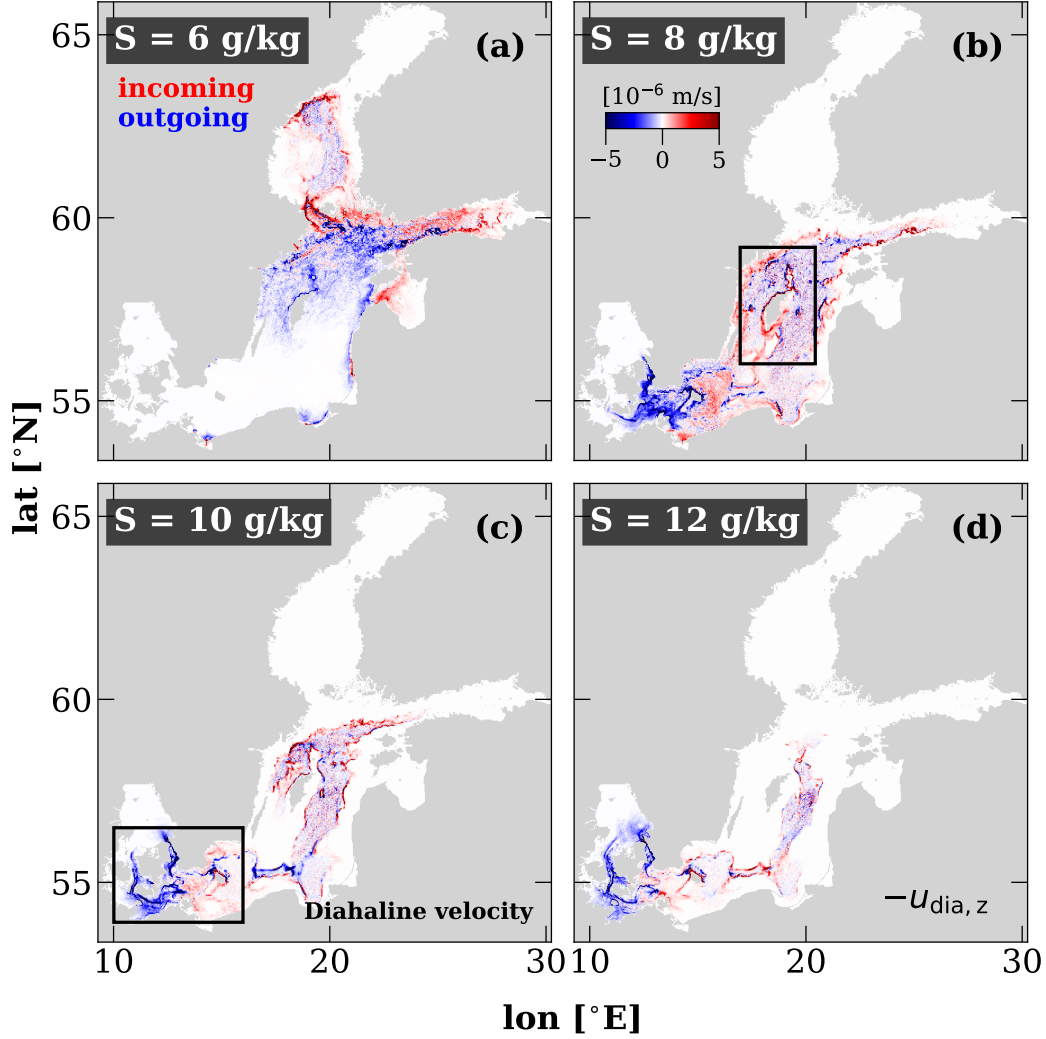 S = 6 g/kg
(a)
incoming
outgoing
65
60
55
S = 8 g/kg
(b)
[10⁻⁶ m/s]
−5 0 5
S = 10 g/kg
(c)
65
60
55
Diahaline velocity
10 20 30
S = 12 g/kg
(d)
−u_dia, z
10 20 30
lat [°N]
lon [°E]